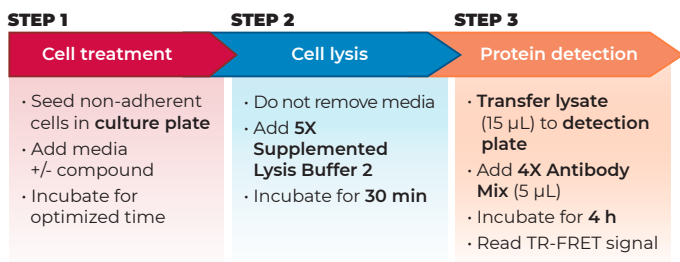 STEP 1
Cell treatment
· Seed non-adherent
cells in culture plate
· Add media
+/- compound
· Incubate for
optimized time
STEP 2
Cell lysis
· Do not remove media
· Add 5X
Supplemented
Lysis Buffer 2
· Incubate for 30 min
STEP 3
Protein detection
· Transfer lysate
(15 µL) to detection
plate
· Add 4X Antibody
Mix (5 µL)
· Incubate for 4 h
· Read TR-FRET signal